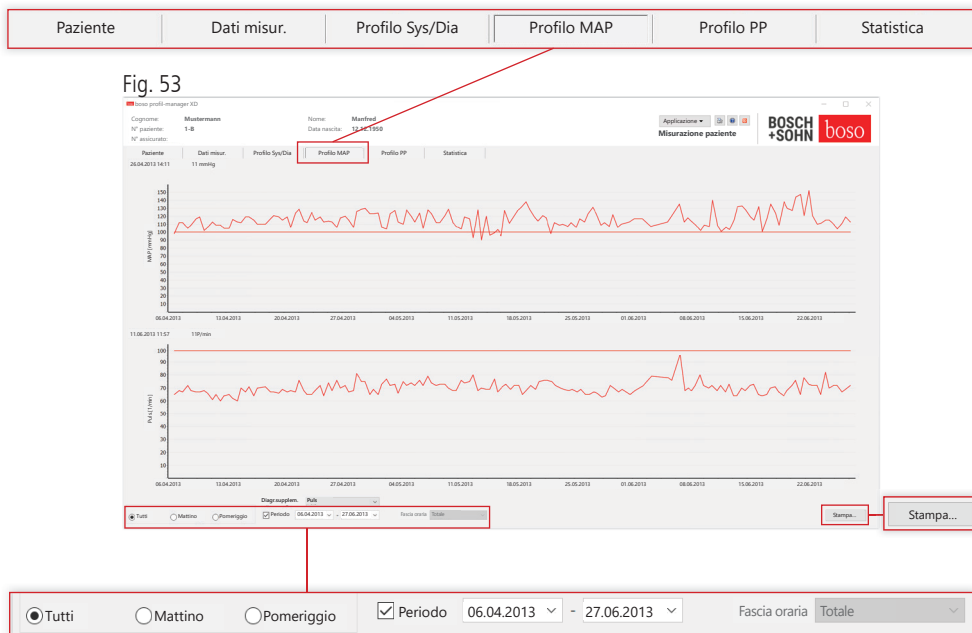 Paziente Dati misur. Profilo Sys/Dia Profilo MAP Profilo PP Statistica
Fig. 53
boso profil-manager XD
Cognome: Mustermann Nome: Manfred
N° paziente: 1-8 Data nascita: 12.12.1950
N° assicurato:
Applicazione
Misurazione paziente
BOSCH
+SOHN
boso
Paziente Dati misur. Profilo Sys/Dia Profilo MAP Profilo PP Statistica
26.04.2013 14:11 11 mmHg
MAP[mmHg]
150
140
130
120
110
100
90
80
70
60
50
40
30
20
10
06.04.2013 13.04.2013 20.04.2013 27.04.2013 04.05.2013 11.05.2013 18.05.2013 25.05.2013 01.06.2013 08.06.2013 15.06.2013 22.06.2013
11.06.2013 11:57 11P/min
Puls[1/min]
100
90
80
70
60
50
40
30
20
10
06.04.2013 13.04.2013 20.04.2013 27.04.2013 04.05.2013 11.05.2013 18.05.2013 25.05.2013 01.06.2013 08.06.2013 15.06.2013 22.06.2013
Diagr.supplem. Puls
Tutti Mattino Pomeriggio Periodo 06.04.2013 - 27.06.2013 Fascia oraria Totale
Stampa...
Stampa...
Tutti Mattino Pomeriggio Periodo 06.04.2013 - 27.06.2013 Fascia oraria Totale